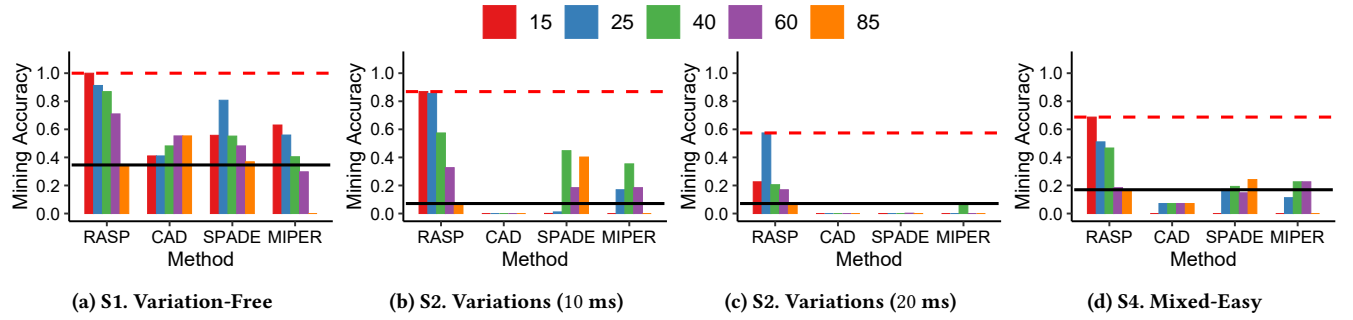 15 25 40 60 85
Mining Accuracy
1.0
0.8
0.6
0.4
0.2
0.0
RASP CAD SPADE MIPER
Method
(a) S1. Variation-Free
Mining Accuracy
1.0
0.8
0.6
0.4
0.2
0.0
RASP CAD SPADE MIPER
Method
(b) S2. Variations (10 ms)
Mining Accuracy
1.0
0.8
0.6
0.4
0.2
0.0
RASP CAD SPADE MIPER
Method
(c) S2. Variations (20 ms)
Mining Accuracy
1.0
0.8
0.6
0.4
0.2
0.0
RASP CAD SPADE MIPER
Method
(d) S4. Mixed-Easy